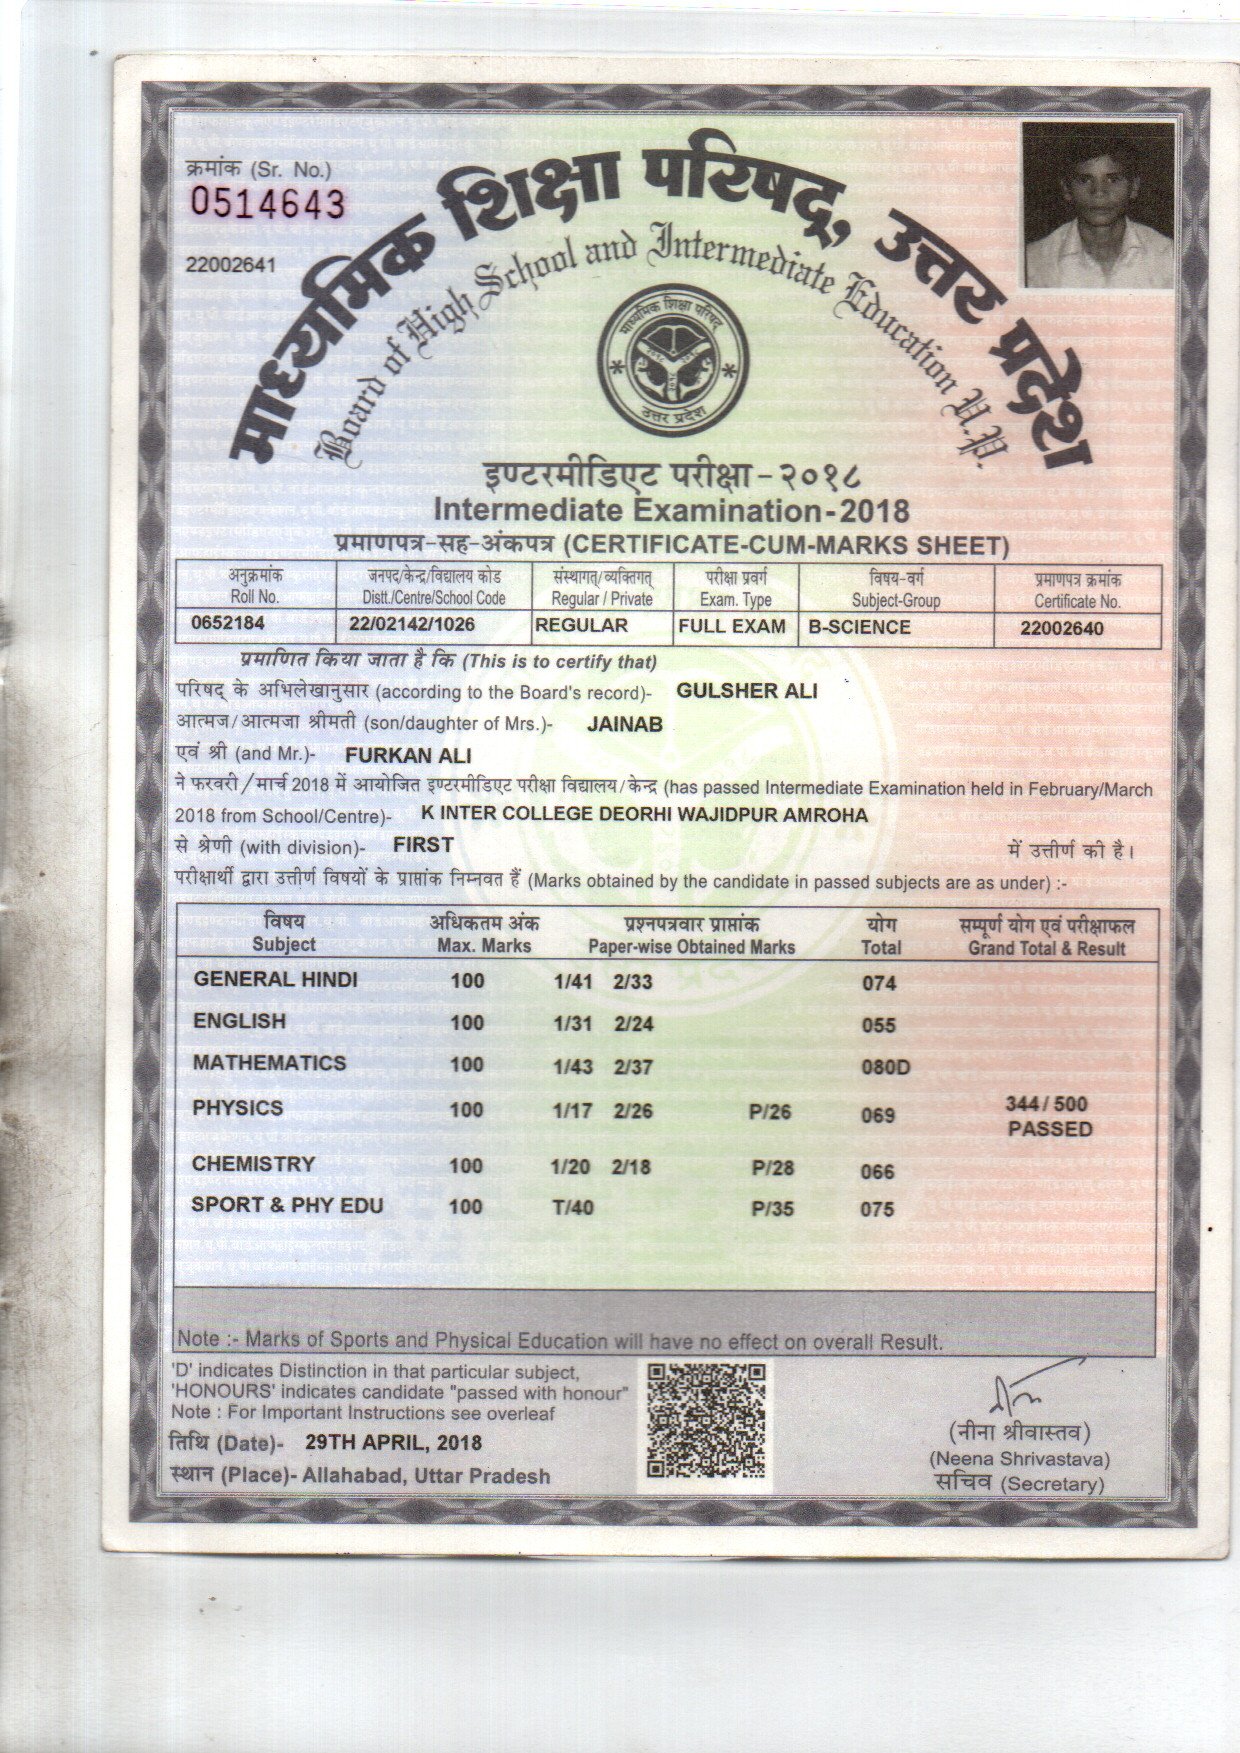 क्रमांक (Sr. No.)
0514643
22002641
माध्यमिक शिक्षा परिषद्, उत्तर प्रदेश
Board of High School and Intermediate Education U.P.
माध्यमिक शिक्षा परिषद्
उत्तर प्रदेश
इण्टरमीडिएट परीक्षा - २०१८
Intermediate Examination - 2018
प्रमाणपत्र-सह-अंकपत्र (CERTIFICATE-CUM-MARKS SHEET)
अनुक्रमांक जनपद/केन्द्र/विद्यालय कोड संस्थागत्/व्यक्तिगत् परीक्षा प्रवर्ग विषय-वर्ग प्रमाणपत्र क्रमांक
Roll No. Distt./Centre/School Code Regular / Private Exam. Type Subject-Group Certificate No.
0652184 22/02142/1026 REGULAR FULL EXAM B-SCIENCE 22002640
प्रमाणित किया जाता है कि (This is to certify that)
परिषद् के अभिलेखानुसार (according to the Board's record)- GULSHER ALI
आत्मज/आत्मजा श्रीमती (son/daughter of Mrs.)- JAINAB
एवं श्री (and Mr.)- FURKAN ALI
ने फरवरी/मार्च 2018 में आयोजित इण्टरमीडिएट परीक्षा विद्यालय/केन्द्र (has passed Intermediate Examination held in February/March
2018 from School/Centre)- K INTER COLLEGE DEORHI WAJIDPUR AMROHA
से श्रेणी (with division)- FIRST में उत्तीर्ण की है।
परीक्षार्थी द्वारा उत्तीर्ण विषयों के प्राप्तांक निम्नवत हैं (Marks obtained by the candidate in passed subjects are as under) :-
विषय अधिकतम अंक प्रश्नपत्रवार प्राप्तांक योग सम्पूर्ण योग एवं परीक्षाफल
Subject Max. Marks Paper-wise Obtained Marks Total Grand Total & Result
GENERAL HINDI 100 1/41 2/33 074
ENGLISH 100 1/31 2/24 055
MATHEMATICS 100 1/43 2/37 080D
PHYSICS 100 1/17 2/26 P/26 069 344 / 500
PASSED
CHEMISTRY 100 1/20 2/18 P/28 066
SPORT & PHY EDU 100 T/40 P/35 075
Note :- Marks of Sports and Physical Education will have no effect on overall Result.
'D' indicates Distinction in that particular subject,
'HONOURS' indicates candidate "passed with honour"
Note : For Important Instructions see overleaf
तिथि (Date)- 29TH APRIL, 2018
स्थान (Place)- Allahabad, Uttar Pradesh
(नीना श्रीवास्तव)
(Neena Shrivastava)
सचिव (Secretary)